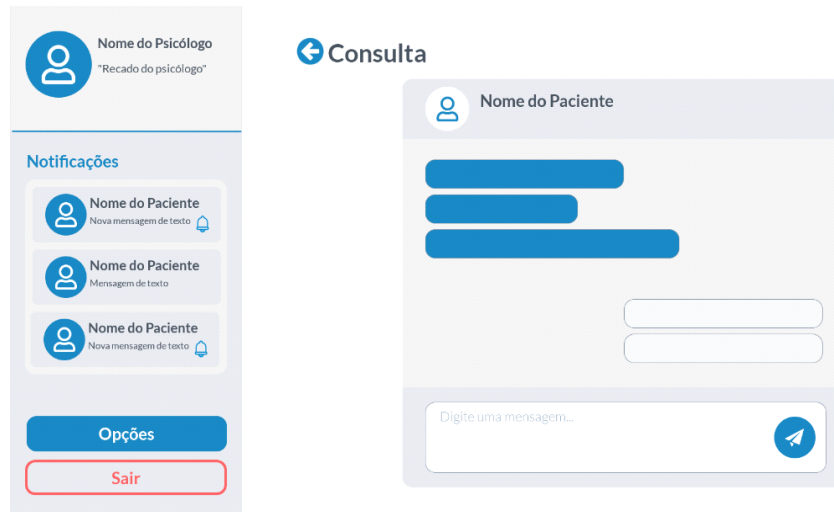 Nome do Psicólogo
"Recado do psicólogo"
Notificações
Nome do Paciente
Nova mensagem de texto
Nome do Paciente
Mensagem de texto
Nome do Paciente
Nova mensagem de texto
Opções
Sair
Consulta
Nome do Paciente
Digite uma mensagem...